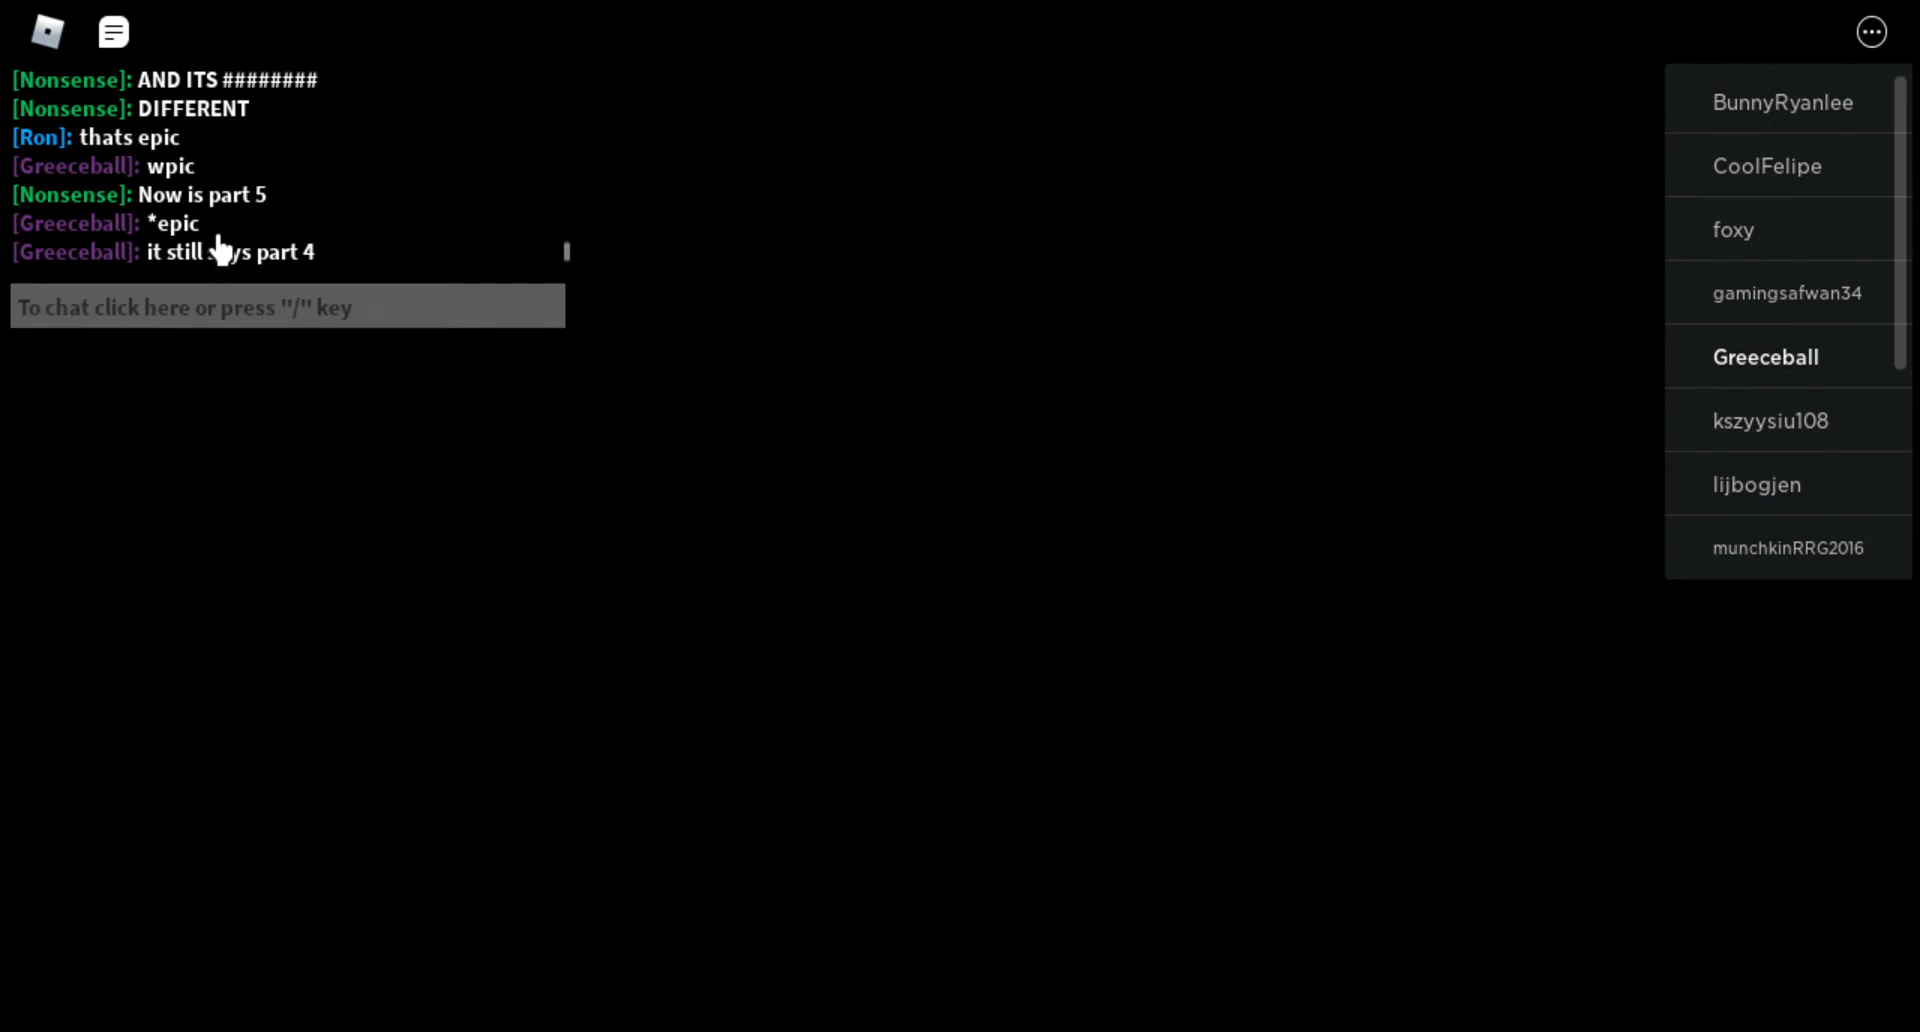 [Nonsense]: AND ITS ########
[Nonsense]: DIFFERENT
[Ron]: thats epic
[Greeceball]: wpic
[Nonsense]: Now is part 5
[Greeceball]: *epic
[Greeceball]: it still says part 4
To chat click here or press "/" key
BunnyRyanlee
CoolFelipe
foxy
gamingsafwan34
Greeceball
kszyysiu108
lijbogjen
munchkinRRG2016